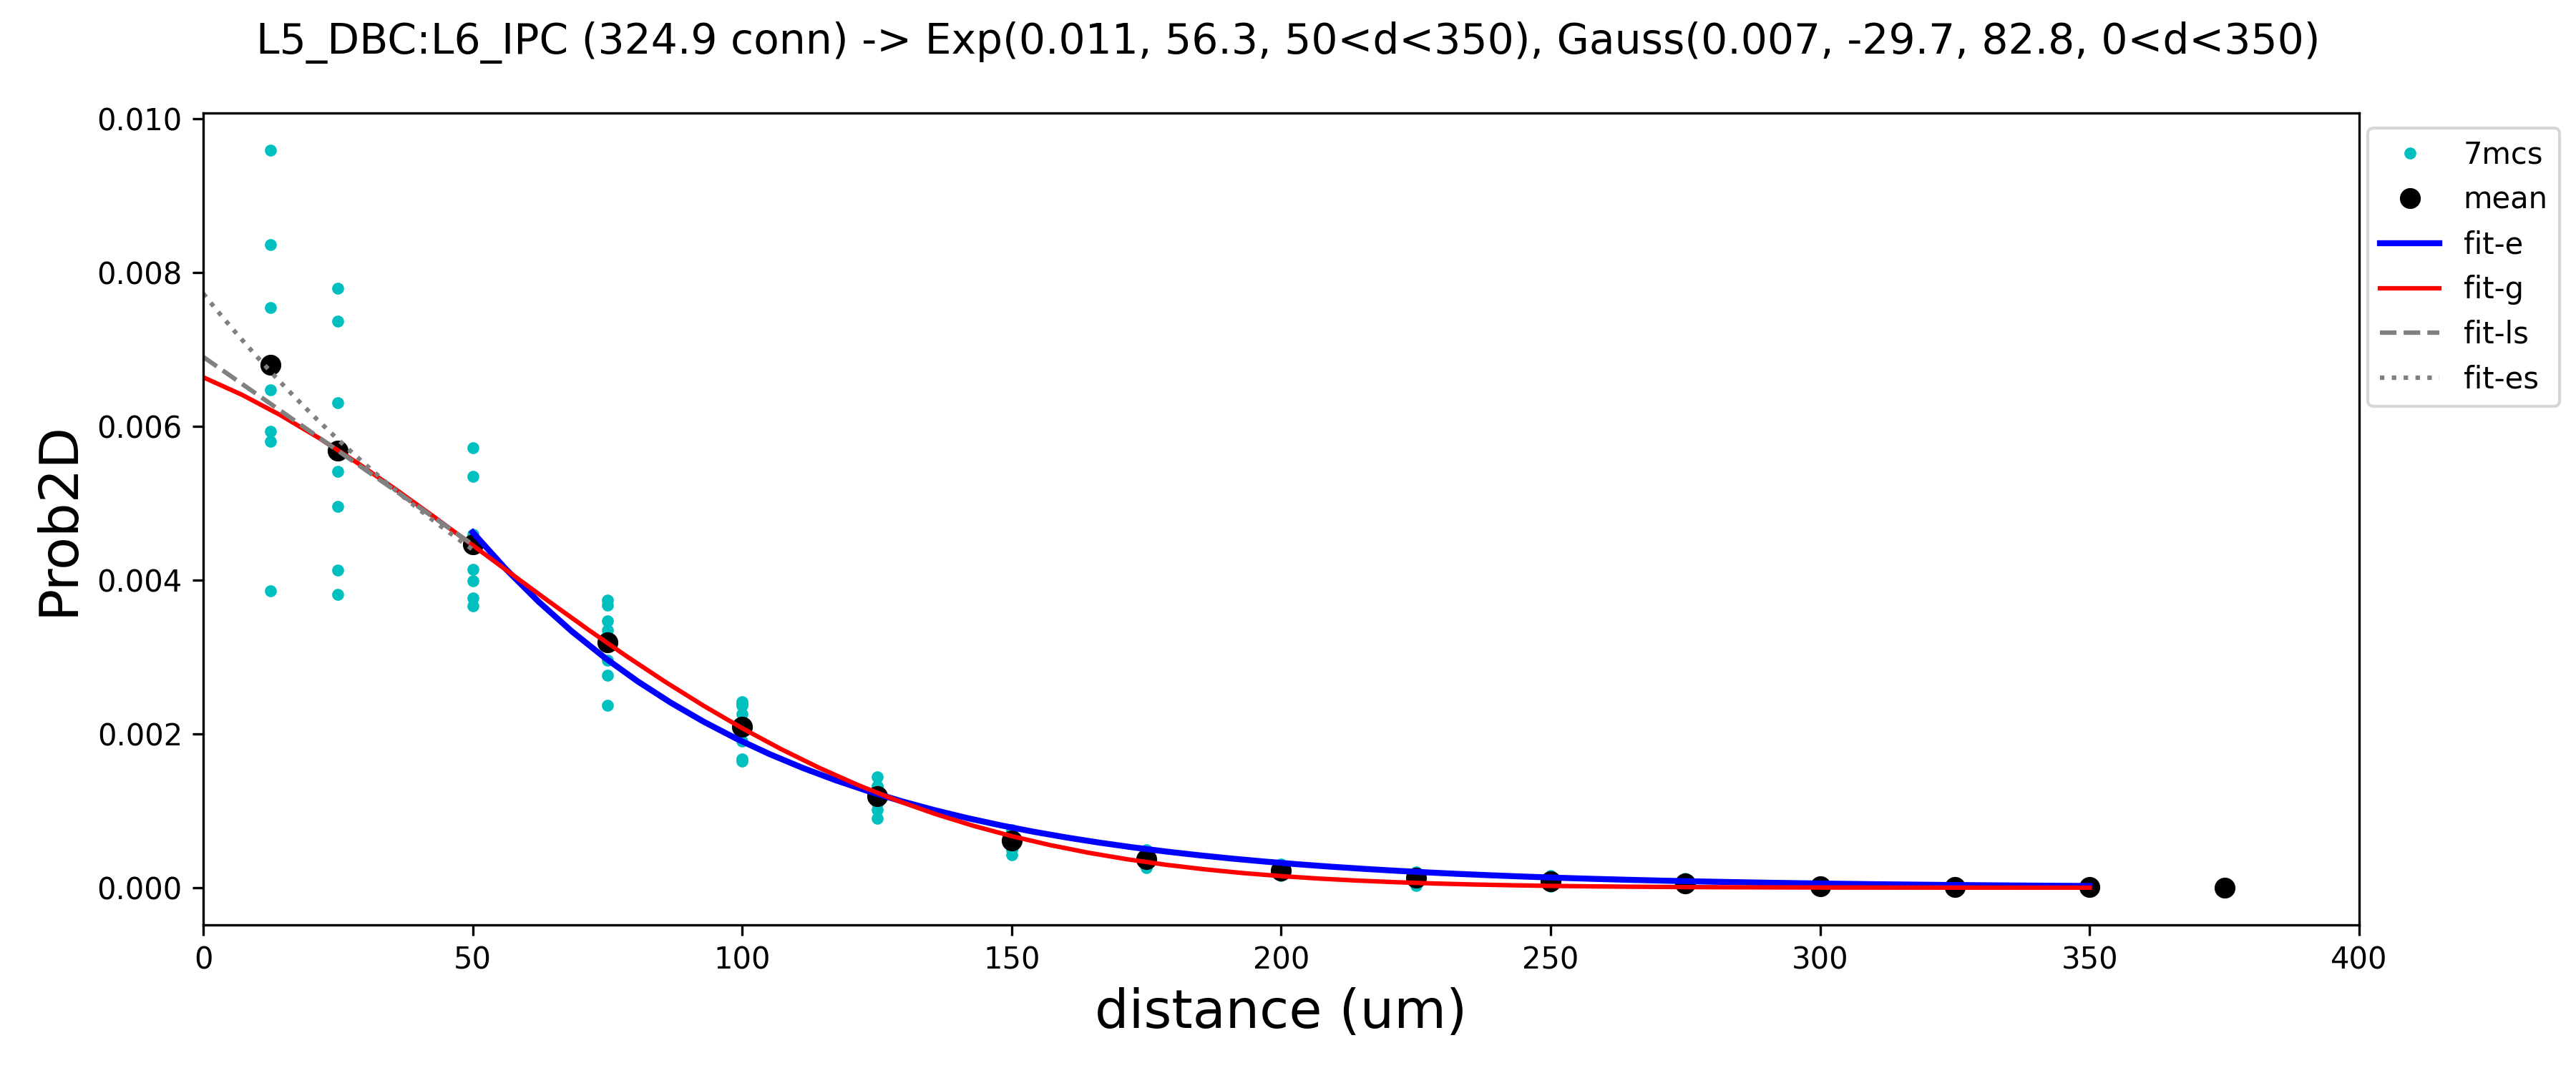 L5_DBC:L6_IPC (324.9 conn) -> Exp(0.011, 56.3, 50<d<350), Gauss(0.007, -29.7, 82.8, 0<d<350)
0.010
0.008
0.006
0.004
0.002
0.000
Prob2D
0 50 100 150 200 250 300 350 400
distance (um)
7mcs
mean
fit-e
fit-g
fit-ls
fit-es